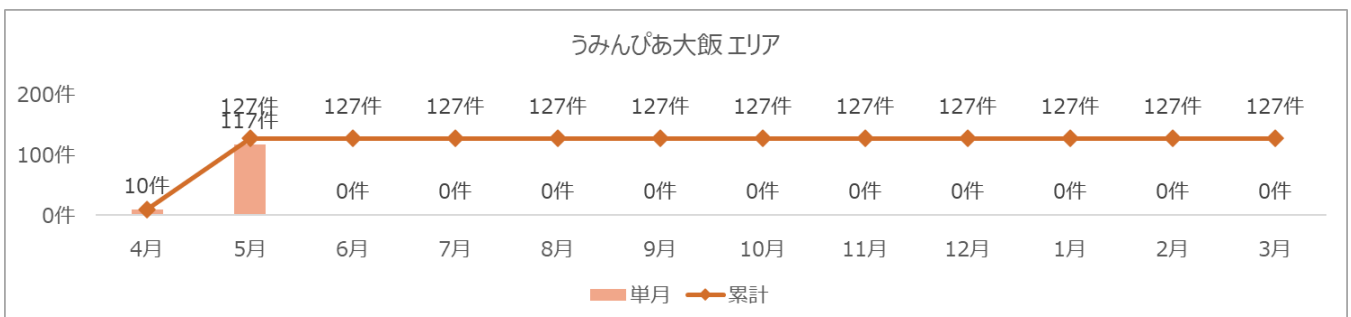 うみんぴあ大飯 エリア
200件
100件
0件
10件
127件 127件 127件 127件 127件 127件 127件 127件 127件 127件 127件
117件
0件 0件 0件 0件 0件 0件 0件 0件 0件 0件
4月 5月 6月 7月 8月 9月 10月 11月 12月 1月 2月 3月
単月 累計